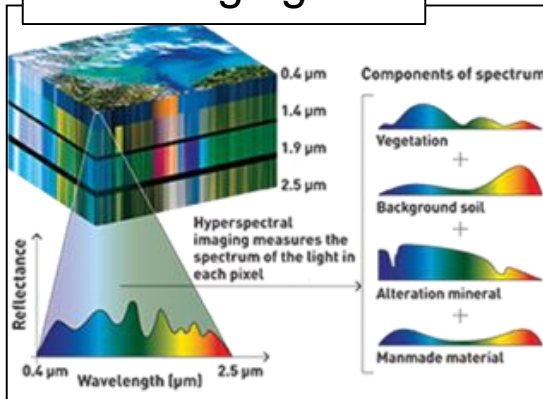 0.4 µm
1.4 µm
1.9 µm
2.5 µm
Hyperspectral
imaging measures the
spectrum of the light in
each pixel
Reflectance
0.4 µm
2.5 µm
Wavelength (µm)
Components of spectrum
Vegetation
+
Background soil
+
Alteration mineral
+
Manmade material